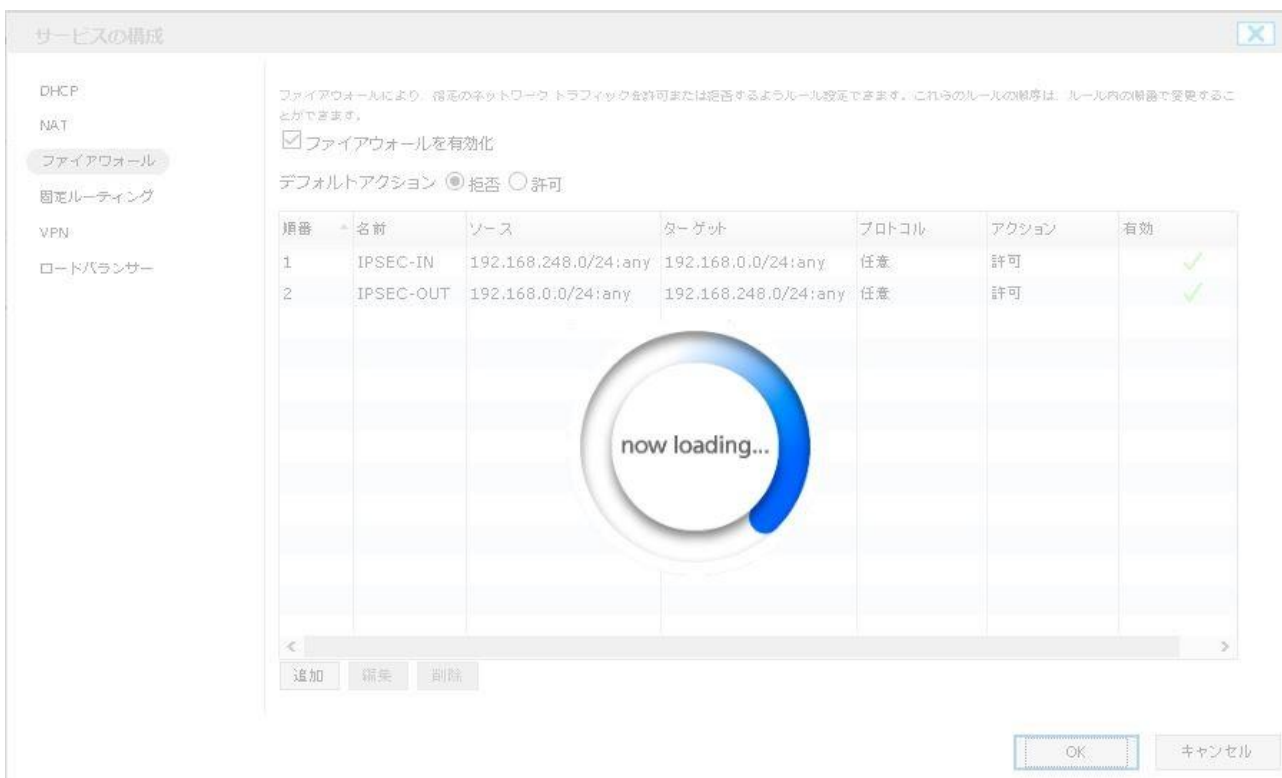 サービスの構成
DHCP
NAT
ファイアウォール
固定ルーティング
VPN
ロードバランサー
ファイアウォールにより、指定のネットワーク トラフィックを許可または拒否するようルール設定できます。これらのルールの順序は、ルール内の順番で変更するこ
とができます。
ファイアウォールを有効化
デフォルトアクション 拒否 許可
順番 名前 ソース ターゲット プロトコル アクション 有効
1 IPSEC-IN 192.168.248.0/24:any 192.168.0.0/24:any 任意 許可
2 IPSEC-OUT 192.168.0.0/24:any 192.168.248.0/24:any 任意 許可
now loading...
追加 編集 削除
OK キャンセル